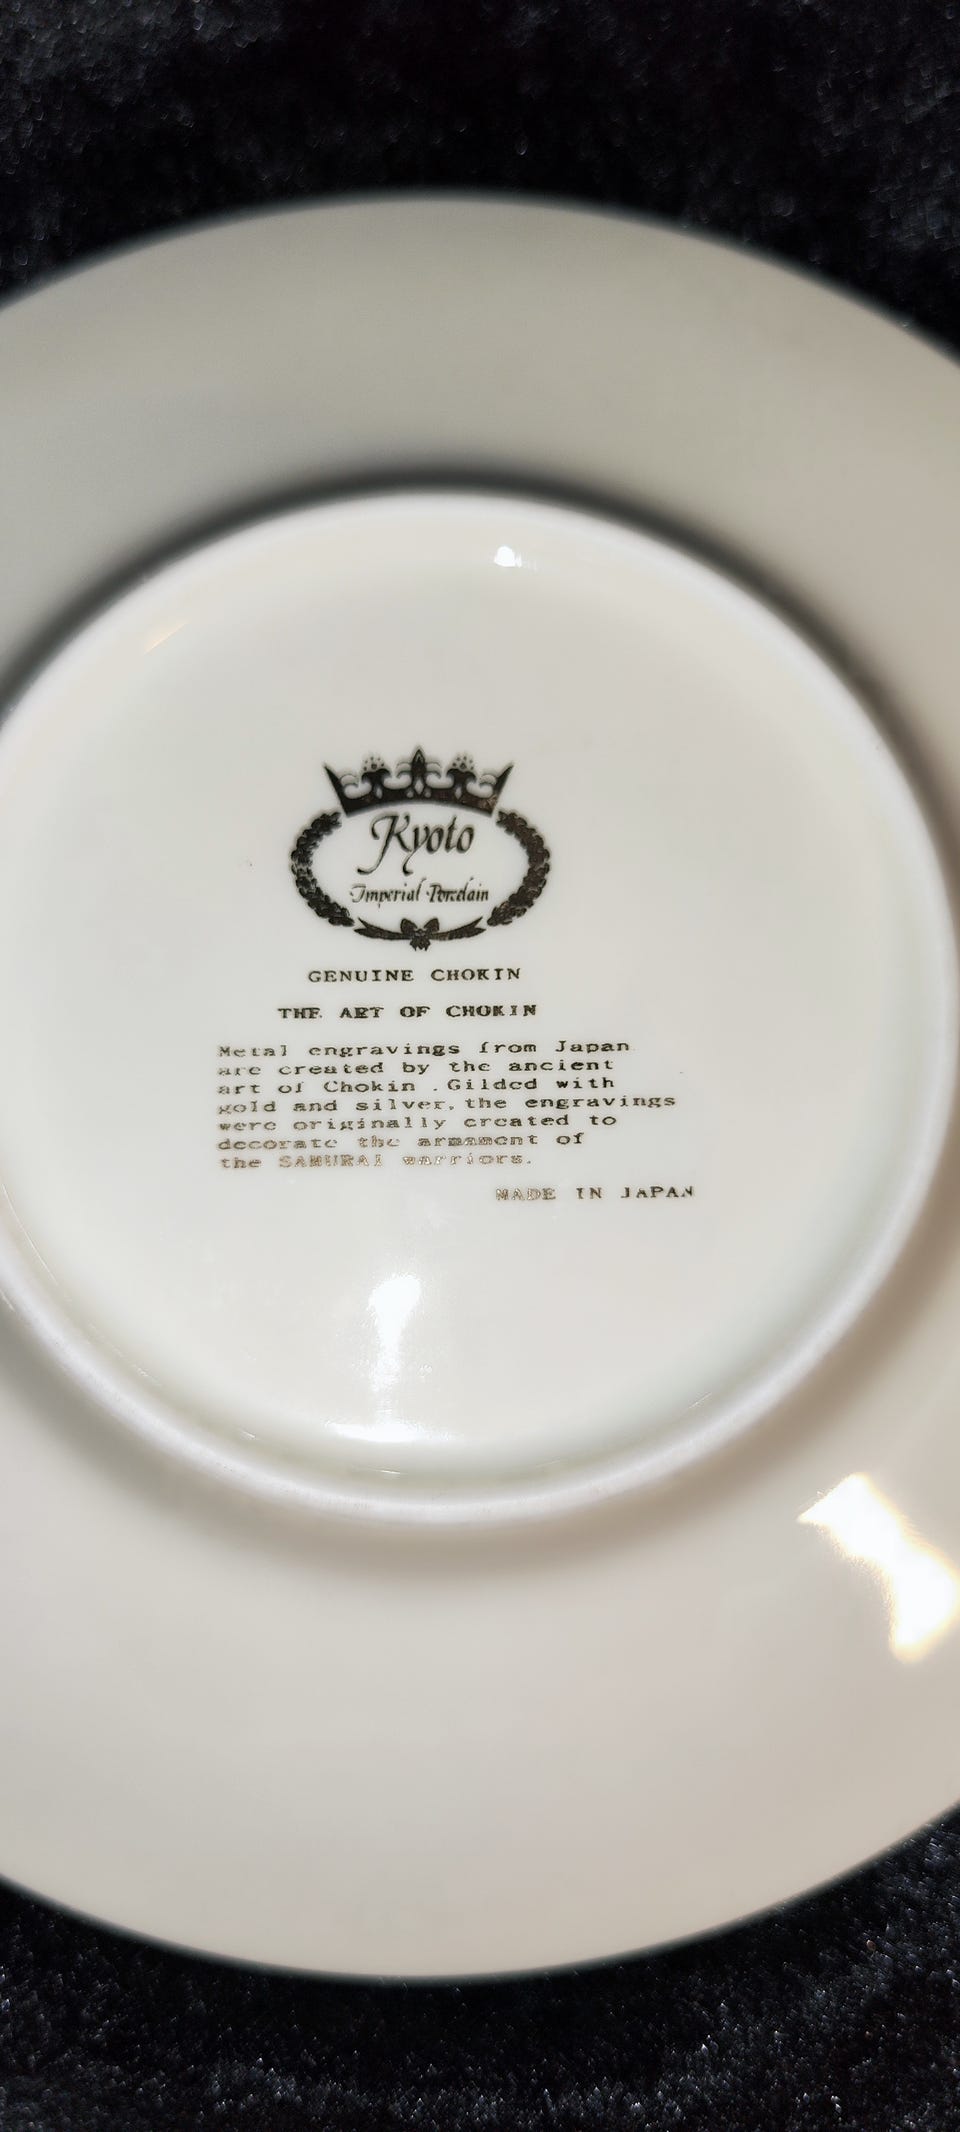 Kyoto
Imperial Porcelain
GENUINE CHOKIN
THE ART OF CHOKIN
Metal engravings from Japan
are created by the ancient
art of Chokin .Gilded with
gold and silver, the engravings
were originally created to
decorate the armament of
the SAMURAI warriors.
MADE IN JAPAN